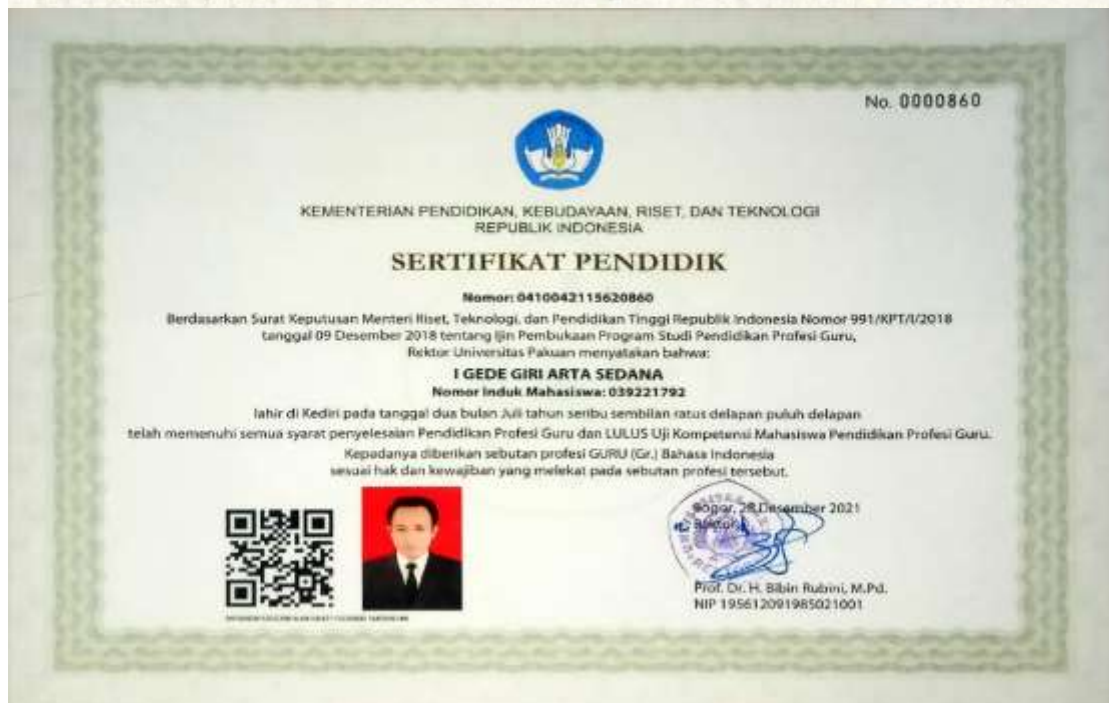 No. 0000860
KEMENTERIAN PENDIDIKAN, KEBUDAYAAN, RISET, DAN TEKNOLOGI
REPUBLIK INDONESIA
SERTIFIKAT PENDIDIK
Nomor: 0410042115620860
Berdasarkan Surat Keputusan Menteri Riset, Teknologi, dan Pendidikan Tinggi Republik Indonesia Nomor 991/KPT/I/2018
tanggal 09 Desember 2018 tentang Ijin Pembukaan Program Studi Pendidikan Profesi Guru,
Rektor Universitas Pakuan menyatakan bahwa:
I GEDE GIRI ARTA SEDANA
Nomor Induk Mahasiswa: 039221792
lahir di Kediri pada tanggal dua bulan Juli tahun seribu sembilan ratus delapan puluh delapan
telah memenuhi semua syarat penyelesaian Pendidikan Profesi Guru dan LULUS Uji Kompetensi Mahasiswa Pendidikan Profesi Guru.
Kepadanya diberikan sebutan profesi GURU (Gr.) Bahasa Indonesia
sesuai hak dan kewajiban yang melekat pada sebutan profesi tersebut.
Bogor, 28 Desember 2021
Rektor
Prof. Dr. H. Bibin Rubini, M.Pd.
NIP 195612091985021001